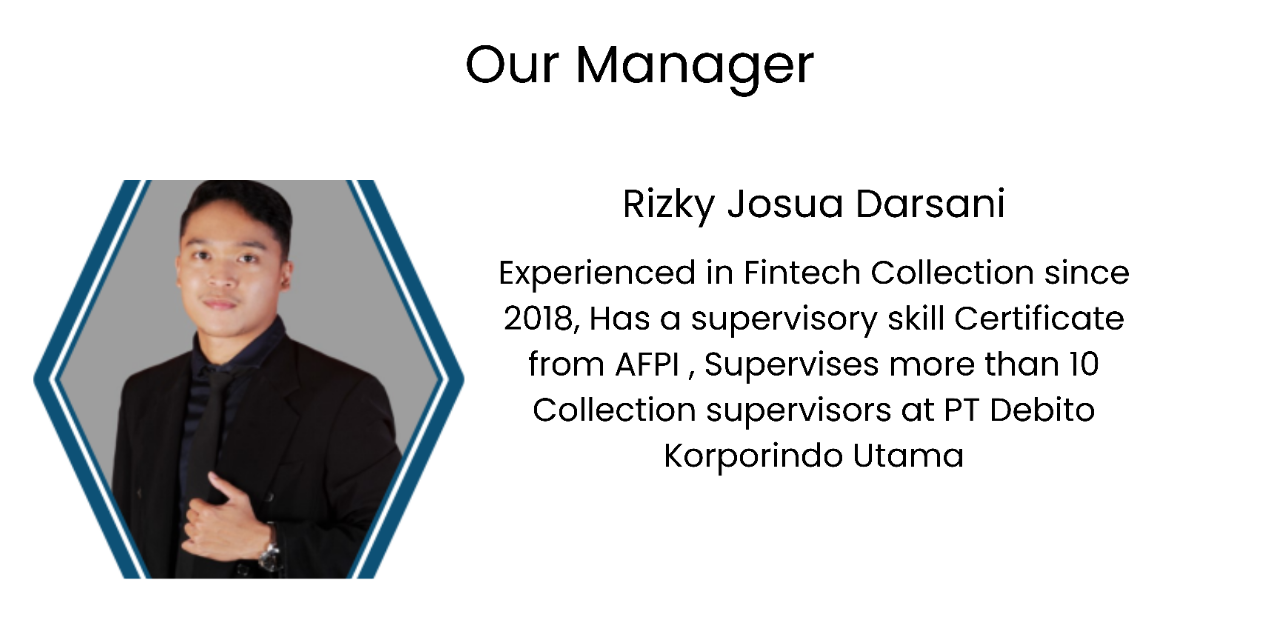 Our Manager
Rizky Josua Darsani
Experienced in Fintech Collection since
2018, Has a supervisory skill Certificate
from AFPI , Supervises more than 10
Collection supervisors at PT Debito
Korporindo Utama